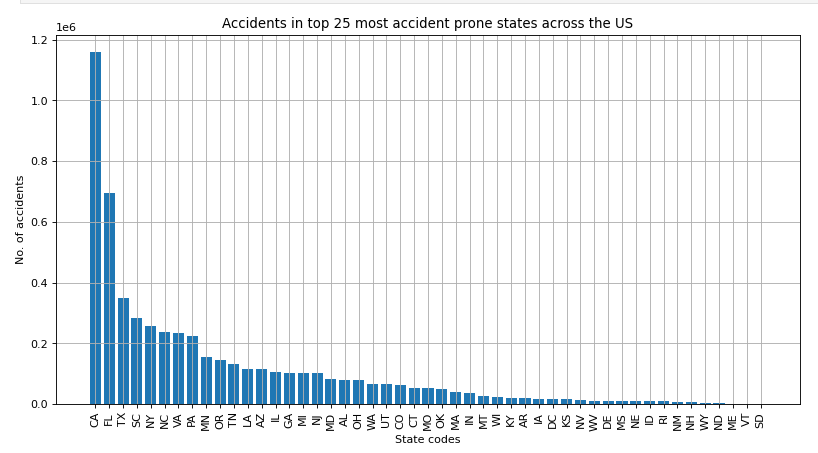 Accidents in top 25 most accident prone states across the US
1e6
1.2
1.0
0.8
0.6
0.4
0.2
0.0
No. of accidents
CA FL TX SC NY NC VA PA MN OR TN LA AZ IL GA MI NJ MD AL OH WA UT CO CT MO OK MA IN MT WI KY AR IA DC KS NV WV DE MS NE ID RI NM NH WY ND ME VT SD
State codes